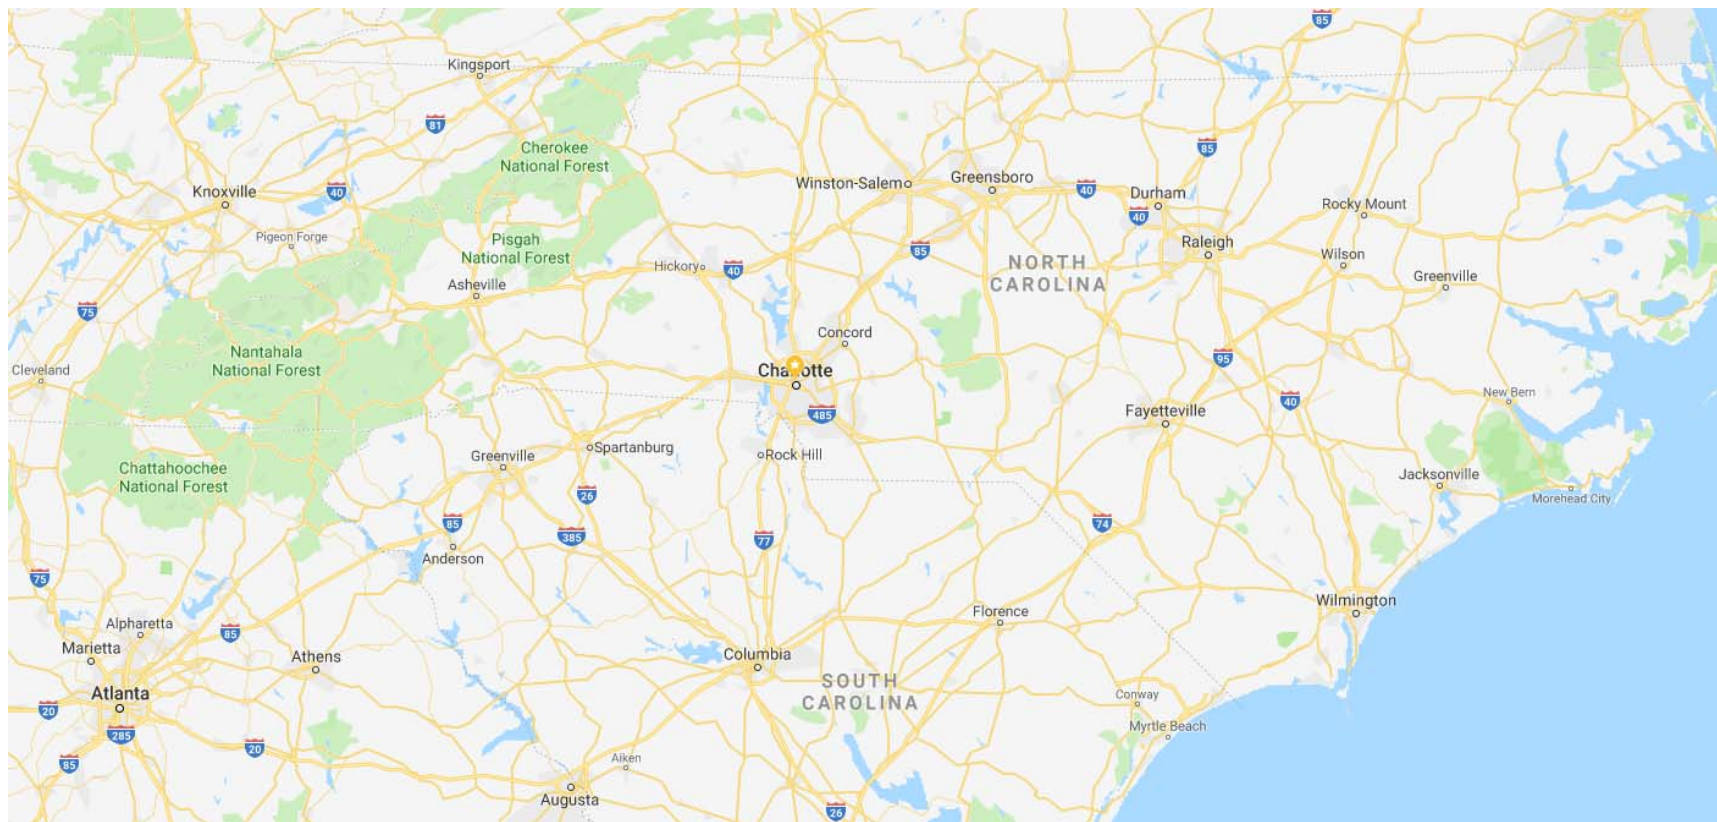 85
Kingsport
81
Cherokee
National Forest
85
Knoxville
40
Winston-Salem
Greensboro
40
Durham
40
Rocky Mount
Pigeon Forge
Pisgah
National Forest
85
Raleigh
Wilson
Hickory
40
NORTH
CAROLINA
Greenville
Asheville
75
Concord
Nantahala
National Forest
Cleveland
95
Charlotte
New Bern
40
485
Fayetteville
Greenville
Spartanburg
Rock Hill
Chattahoochee
National Forest
Jacksonville
26
Morehead City
85
385
77
74
Anderson
75
Wilmington
Florence
Alpharetta
85
Marietta
Athens
Columbia
SOUTH
CAROLINA
Atlanta
20
Conway
285
Myrtle Beach
20
85
Aiken
Augusta
26